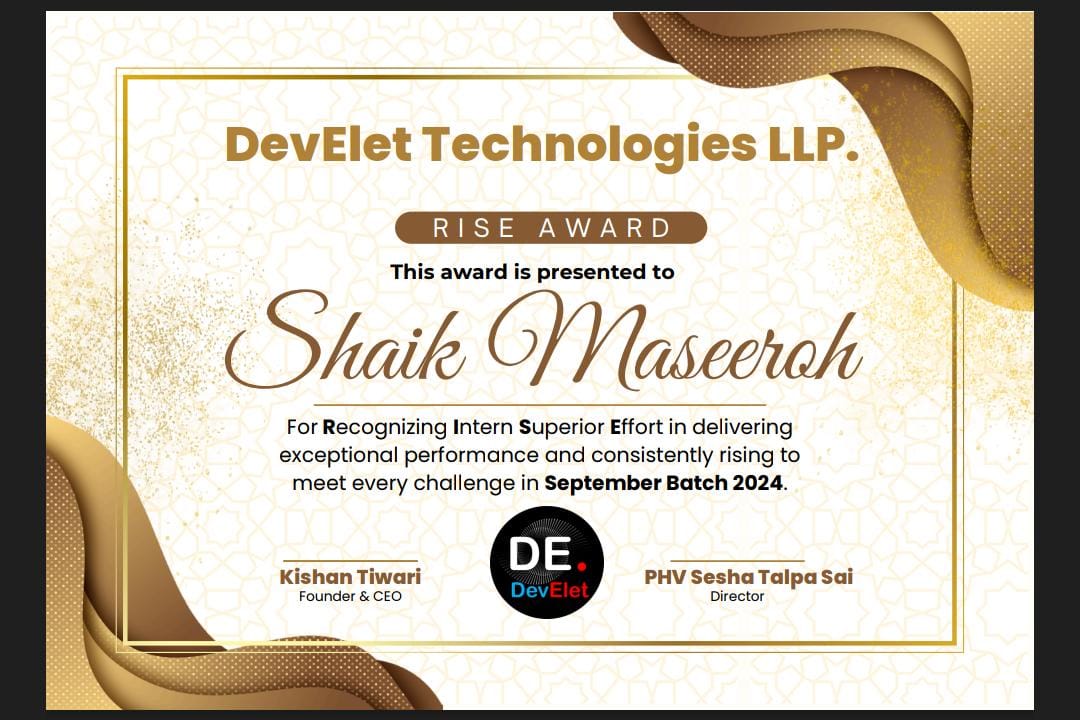 DevElet Technologies LLP.
RISE AWARD
This award is presented to
Shaik Maseeroh
For Recognizing Intern Superior Effort in delivering
exceptional performance and consistently rising to
meet every challenge in September Batch 2024.
DE.
DevElet
Kishan Tiwari
Founder & CEO
PHV Sesha Talpa Sai
Director